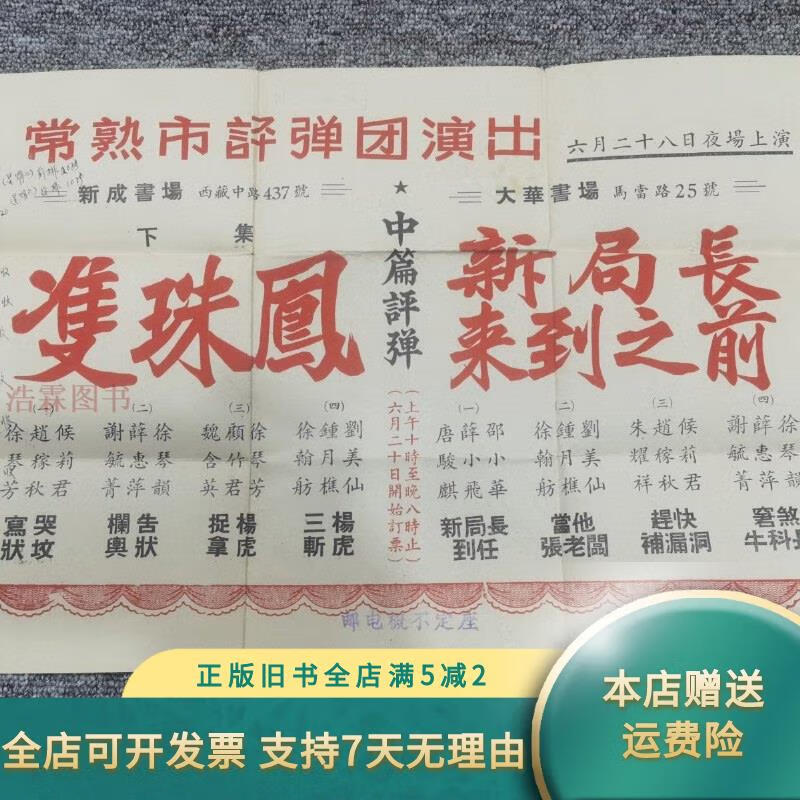 常熟市評弹团演出
六月二十八日夜場上演
新成書場 西藏中路437號
★
大華書場 馬當路25號
下集
隻珠鳳
中篇評弹
新局長
来到之前
浩霖图书
(一) (二) (三) (四)
徐琴芳 趙稼秋 候莉君
謝毓菁 薛惠萍 徐琴韻
魏含英 顧竹君 徐琴芳
徐翰舫 鍾月樵 劉美仙
哭坟
寫狀
告狀
攔輿
楊虎
捉拿
楊虎
三斬
上午十時至晚八時止
六月二十日開始訂票
(一) (二) (三) (四)
唐駿麒 薛小飛 邵小華
徐翰舫 鍾月樵 劉美仙
朱耀祥 趙稼秋 候莉君
謝毓菁 薛惠萍 徐琴韻
新局長
到任
當他
張老闆
趕快
補漏洞
窘煞
牛科長
邮电概不定座
正版旧书全店满5减2
全店可开发票 支持7天无理由
本店赠送
运费险